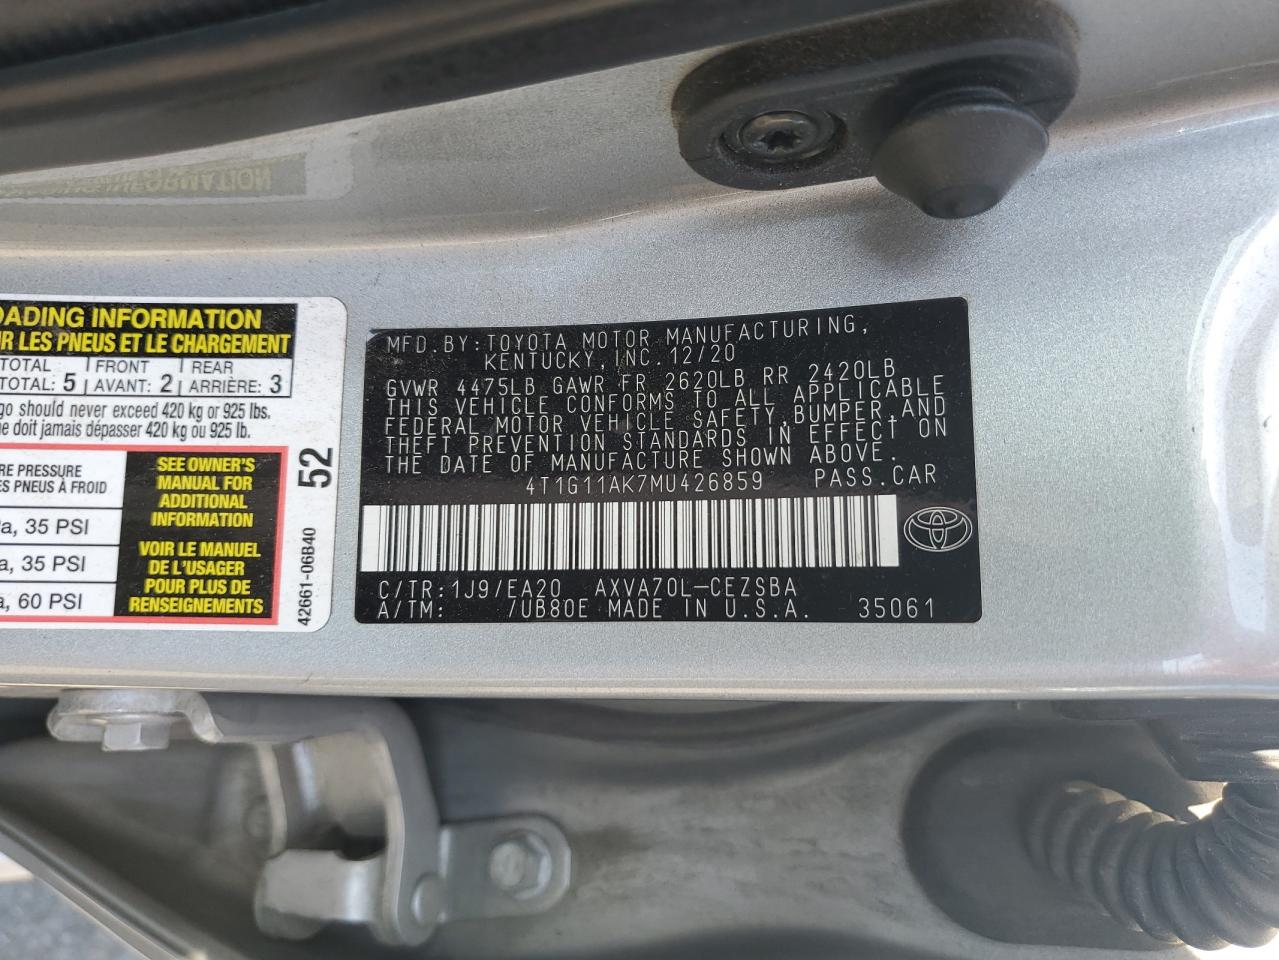 OADING INFORMATION
R LES PNEUS ET LE CHARGEMENT
TOTAL FRONT REAR
TOTAL: 5 AVANT: 2 ARRIÈRE: 3
go should never exceed 420 kg or 925 lbs.
e doit jamais dépasser 420 kg ou 925 lb.
RE PRESSURE
ES PNEUS À FROID
a, 35 PSI
a, 35 PSI
a, 60 PSI
SEE OWNER'S
MANUAL FOR
ADDITIONAL
INFORMATION
VOIR LE MANUEL
DE L'USAGER
POUR PLUS DE
RENSEIGNEMENTS
52
42661-06B40
MFD.BY:TOYOTA MOTOR MANUFACTURING,
KENTUCKY, INC 12/20
GVWR 4475LB GAWR FR 2620LB RR 2420LB
THIS VEHICLE CONFORMS TO ALL APPLICABLE
FEDERAL MOTOR VEHICLE SAFETY,BUMPER,AND
THEFT PREVENTION STANDARDS IN EFFECT ON
THE DATE OF MANUFACTURE SHOWN ABOVE.
4T1G11AK7MU426859 PASS.CAR
C/TR:1J9/EA20 AXVA70L-CEZSBA
A/TM: /UB80E MADE IN U.S.A. 35061